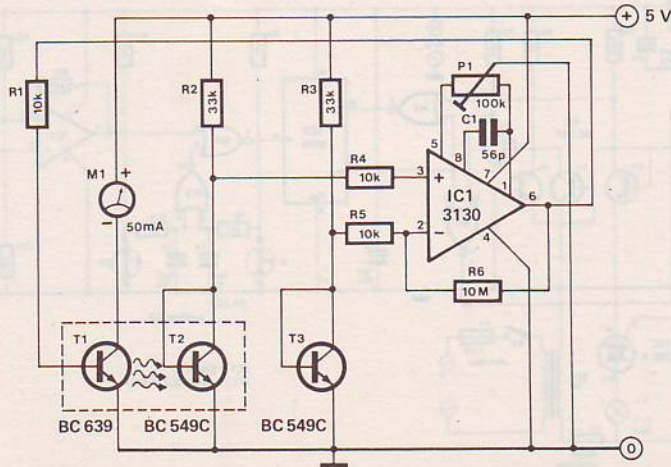 + 5 V
R1
10k
R2
33k
R3
33k
P1
100k
C1
56p
M1
+
−
50mA
R4
10k
R5
10k
5
8
7
1
3
+
IC1
3130
6
2
−
4
R6
10 M
T1
T2
T3
BC 639
BC 549C
BC 549C
0